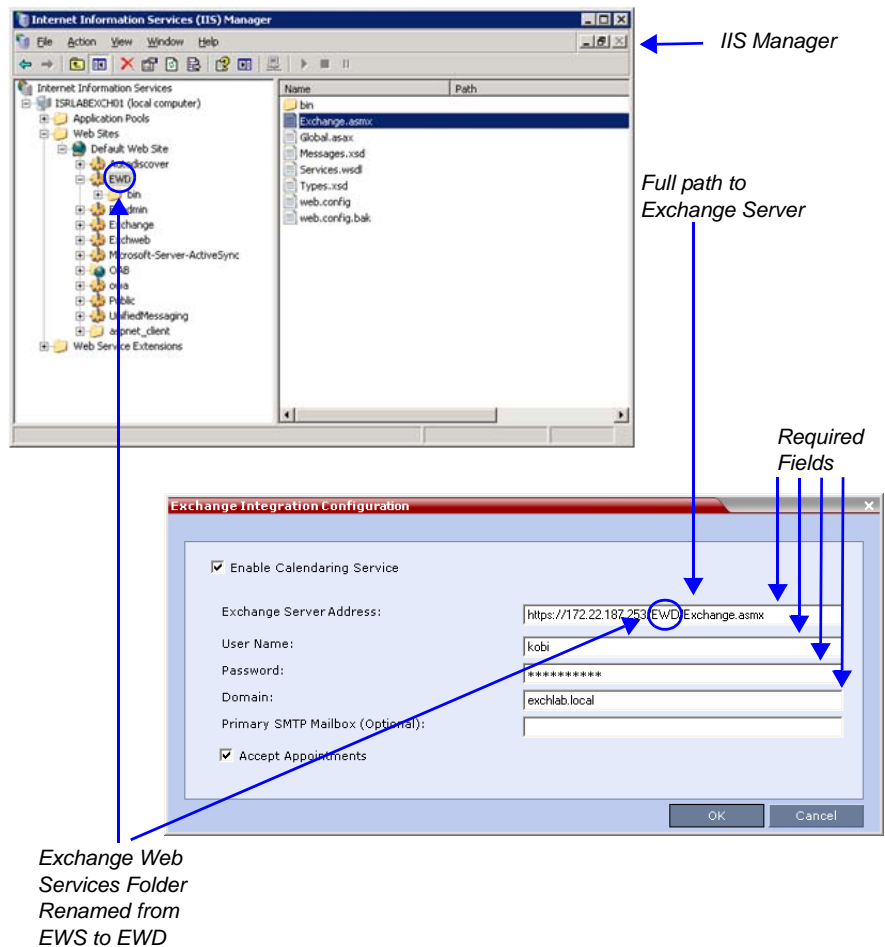 Internet Information Services (IIS) Manager
File Action View Window Help
IIS Manager
Internet Information Services
ISRLABEXCH01 (local computer)
Application Pools
Web Sites
Default Web Site
Autodiscover
EWD
bin
Exchange
Exchweb
Microsoft-Server-ActiveSync
OAB
owa
Public
UnifiedMessaging
aspnet_client
Web Service Extensions
Name Path
bin
Exchange.asmx
Global.asax
Messages.xsd
Services.wsdl
Types.xsd
web.config
web.config.bak
Full path to
Exchange Server
Required
Fields
Exchange Integration Configuration
Enable Calendaring Service
Exchange Server Address: https://172.22.187.253/EWD/Exchange.asmx
User Name: kobi
Password: **********
Domain: exchlab.local
Primary SMTP Mailbox (Optional):
Accept Appointments
OK Cancel
Exchange Web
Services Folder
Renamed from
EWS to EWD